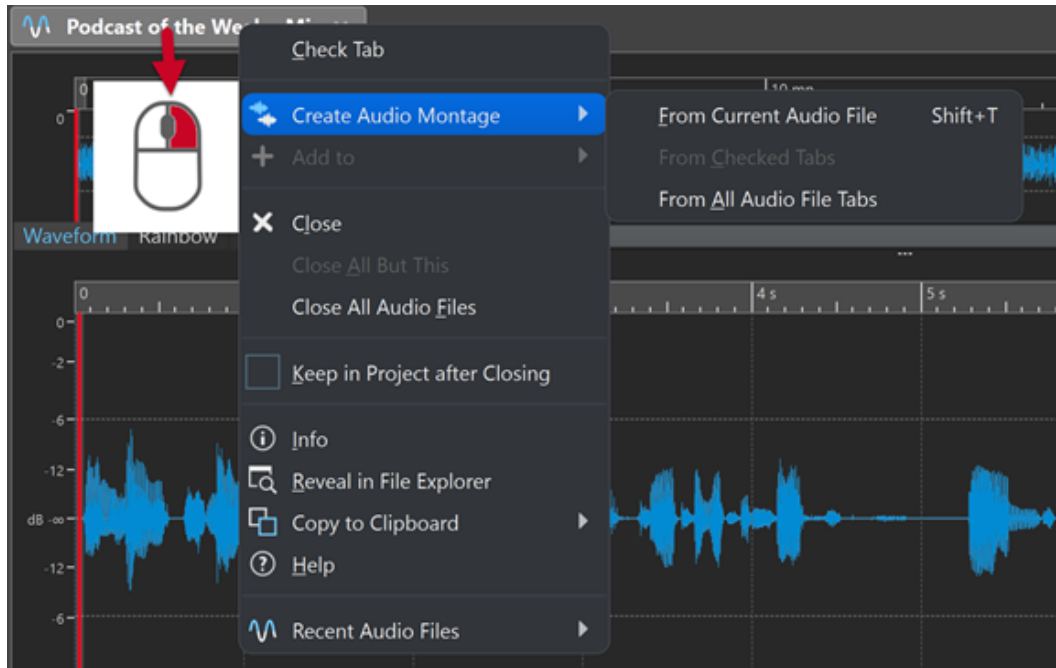 Podcast of the We
Check Tab
Create Audio Montage
From Current Audio File Shift+T
Add to
From Checked Tabs
From All Audio File Tabs
Close
Close All But This
Close All Audio Files
Keep in Project after Closing
Info
Reveal in File Explorer
Copy to Clipboard
Help
Recent Audio Files
0
10 mn
0
Waveform Rainbow
0
4 s
5 s
0
-2
-6
-12
dB -∞
-12
-6